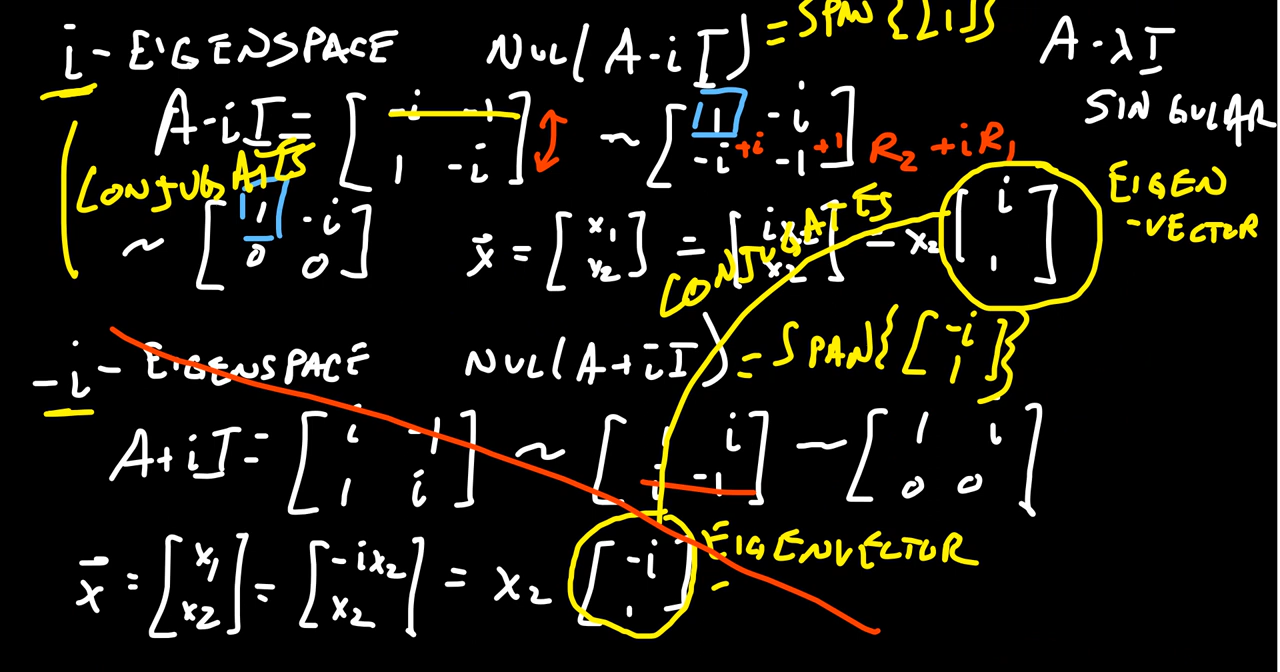 i - EIGENSPACE NUL(A-iI) = SPAN{[i 1]} A-λI
SINGULAR
A-iI = [-i -1; 1 -i] ~ [1 -i; -i+i -1+1] R2 + iR1
CONJUGATES
EIGEN
-VECTOR
~ [1 -i; 0 0] x⃗ = [x1; x2] = [ix2; x2] = x2 [i; 1]
CONJUGATES
-i - EIGENSPACE NUL(A+iI) = SPAN{[-i; 1]}
A+iI = [i -1; 1 i] ~ [1 i; i -1] ~ [1 i; 0 0]
x⃗ = [x1; x2] = [-ix2; x2] = x2 [-i; 1] EIGENVECTOR